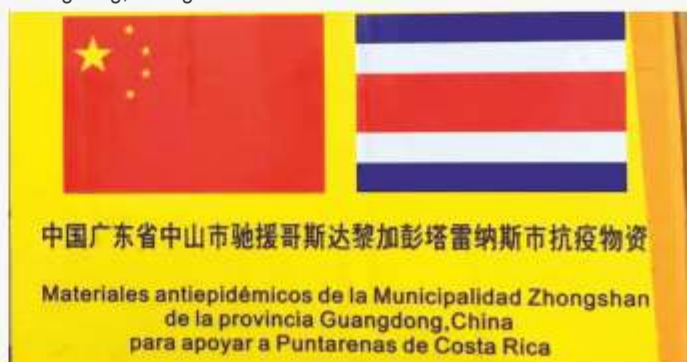 中国广东省中山市驰援哥斯达黎加彭塔雷纳斯市抗疫物资
Materiales antiepidémicos de la Municipalidad Zhongshan
de la provincia Guangdong,China
para apoyar a Puntarenas de Costa Rica